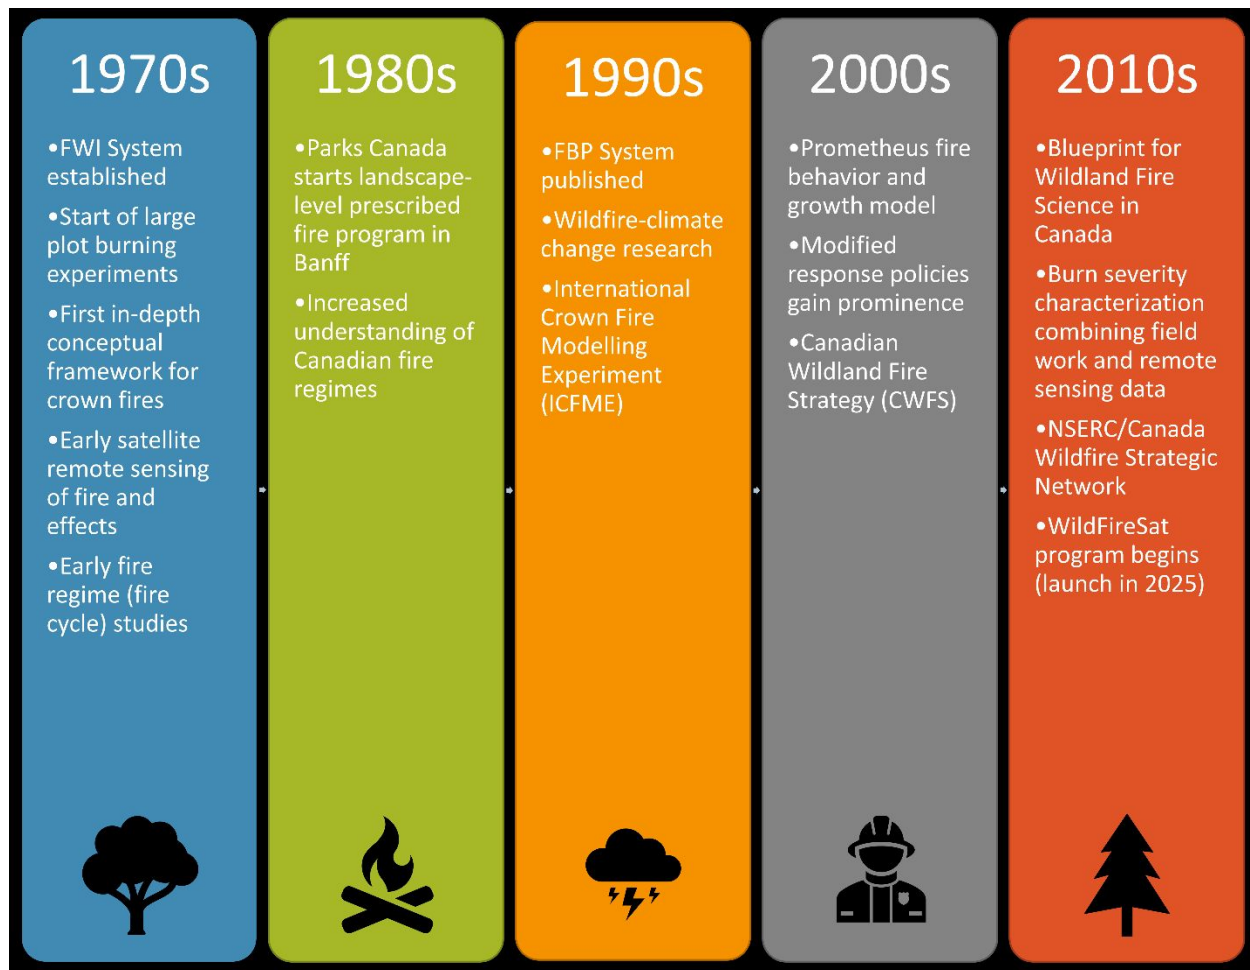 1970s
•FWI System
established
•Start of large
plot burning
experiments
•First in-depth
conceptual
framework for
crown fires
•Early satellite
remote sensing
of fire and
effects
•Early fire
regime (fire
cycle) studies
1980s
•Parks Canada
starts landscape-
level prescribed
fire program in
Banff
•Increased
understanding of
Canadian fire
regimes
1990s
•FBP System
published
•Wildfire-climate
change research
•International
Crown Fire
Modelling
Experiment
(ICFME)
2000s
•Prometheus fire
behavior and
growth model
•Modified
response policies
gain prominence
•Canadian
Wildland Fire
Strategy (CWFS)
2010s
•Blueprint for
Wildland Fire
Science in
Canada
•Burn severity
characterization
combining field
work and remote
sensing data
•NSERC/Canada
Wildfire Strategic
Network
•WildFireSat
program begins
(launch in 2025)